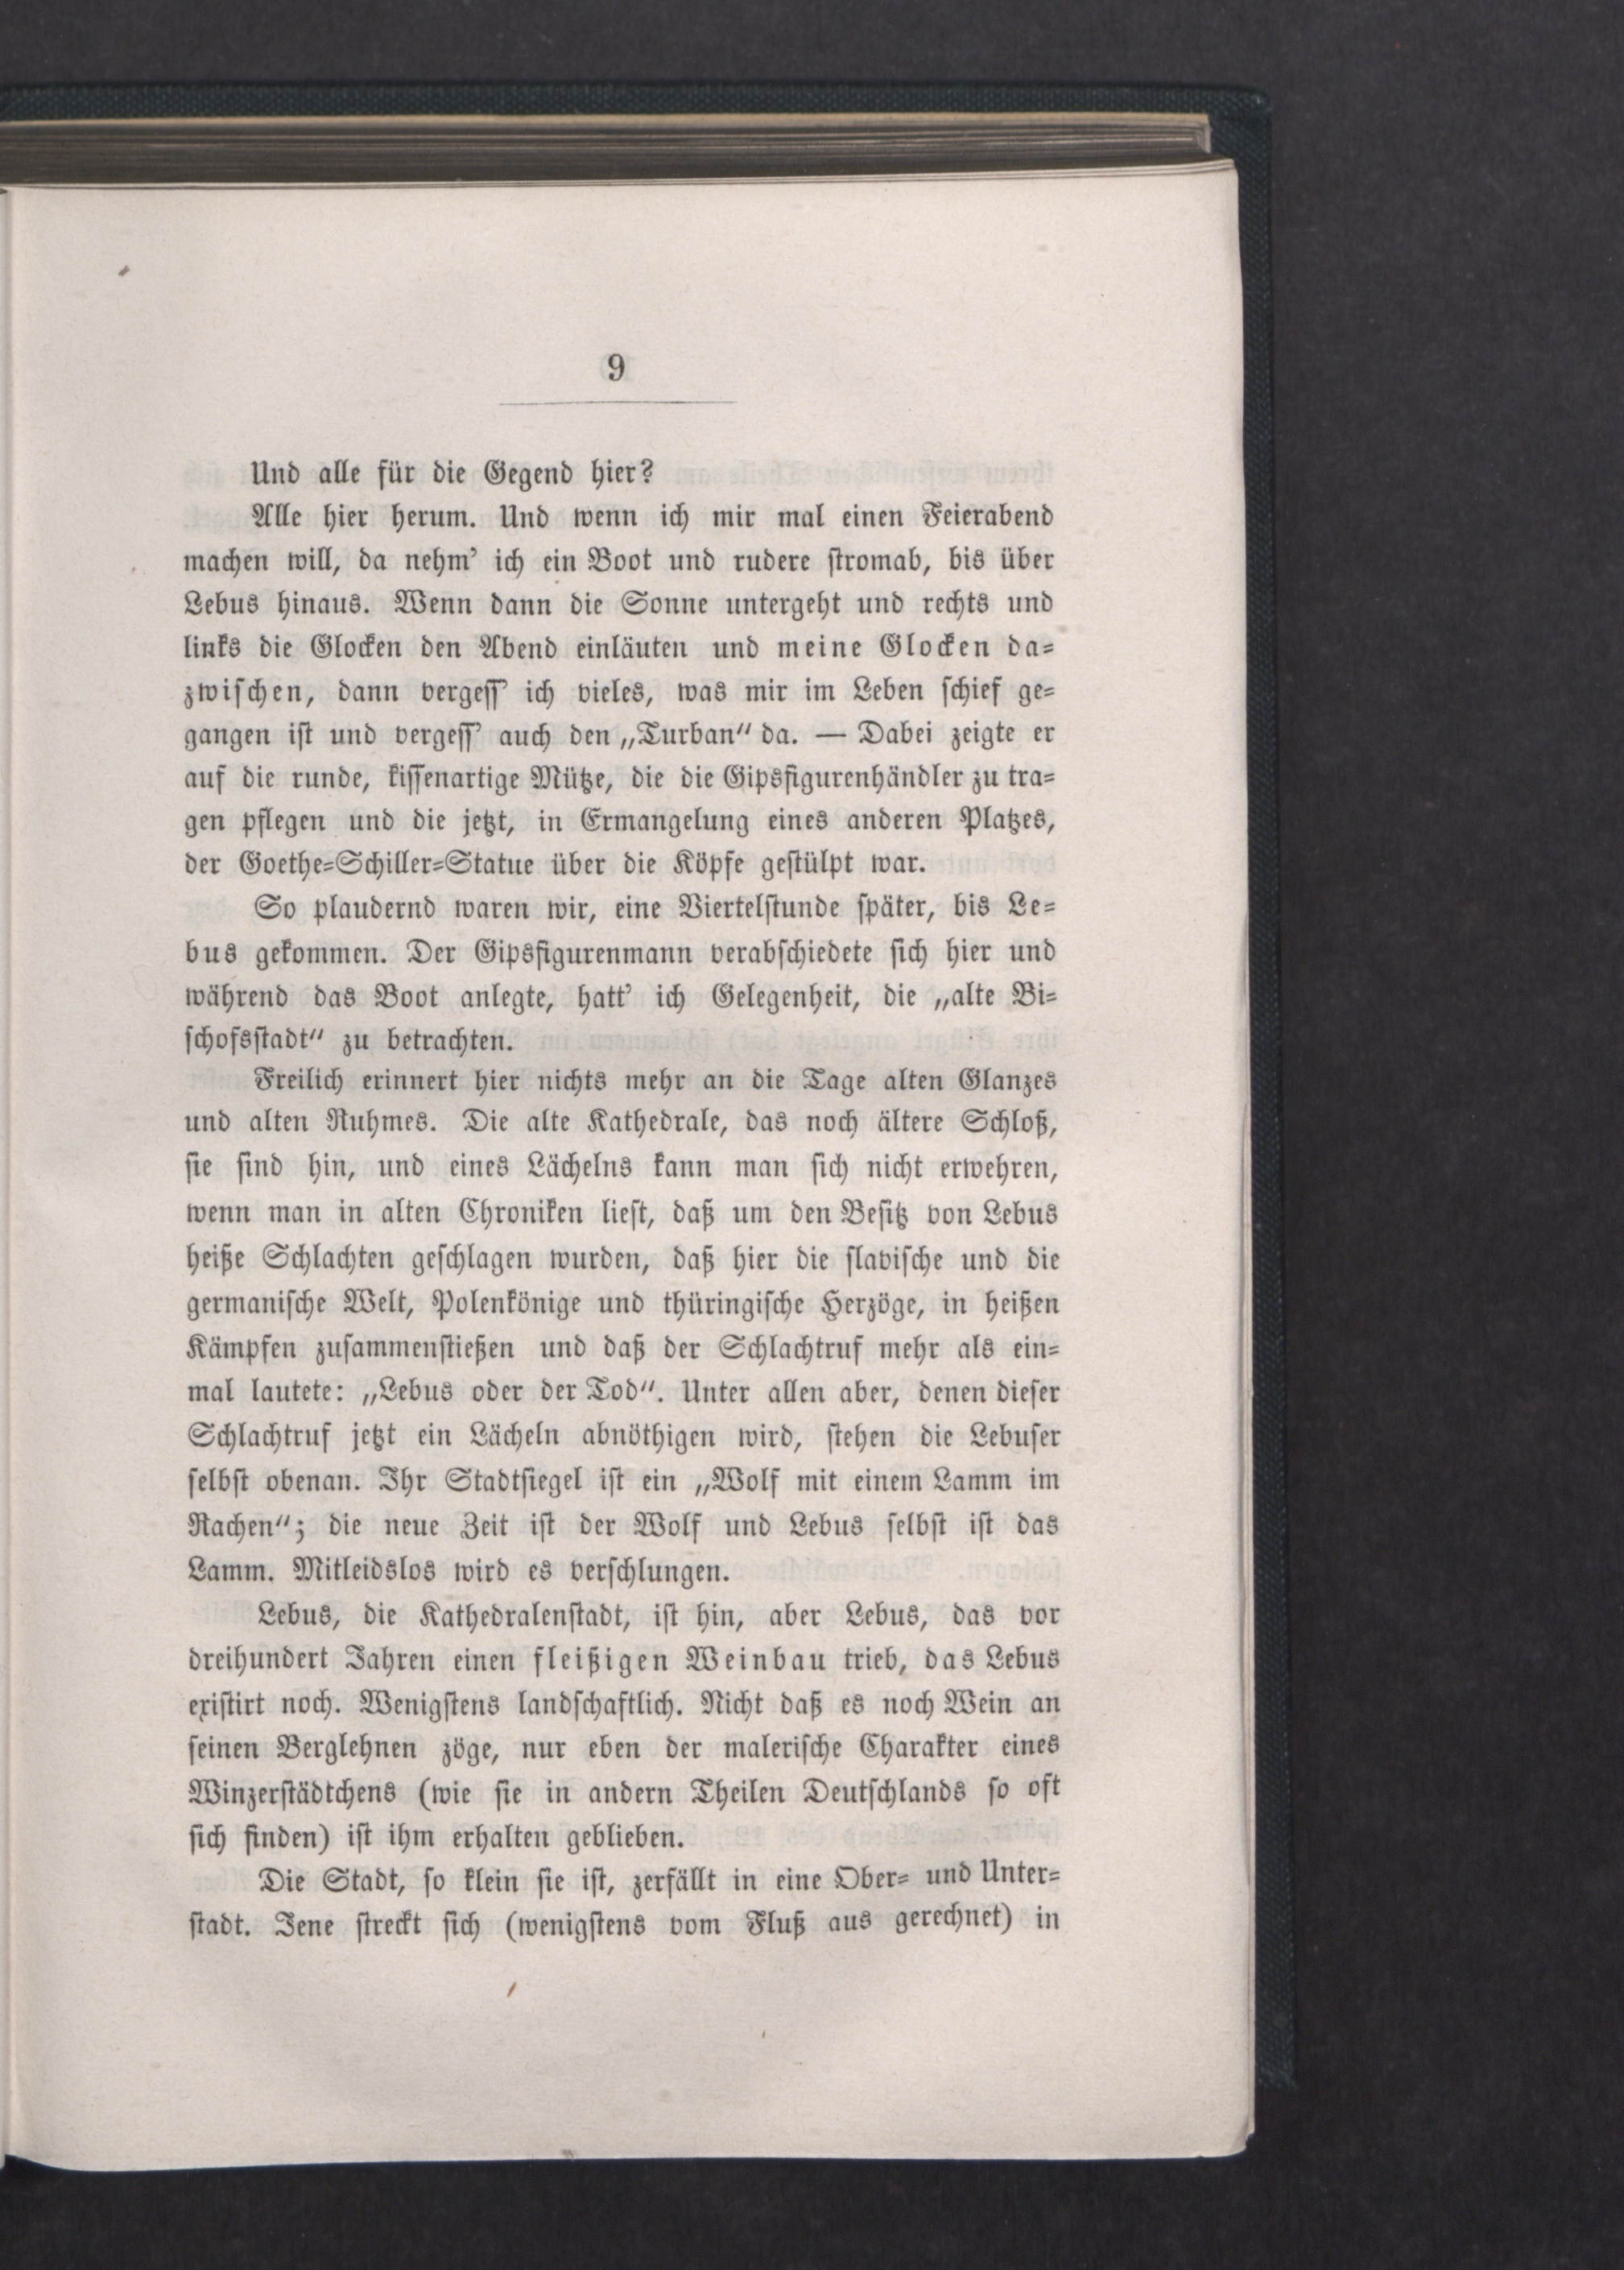 9
Und alle für die Gegend hier?
Alle hier herum. Und wenn ich mir mal einen Feierabend
machen will, da nehm’ ich ein Boot und rudere stromab, bis über
Lebus hinaus. Wenn dann die Sonne untergeht und rechts und
links die Glocken den Abend einläuten und meine Glocken da-
zwischen, dann vergess’ ich vieles, was mir im Leben schief ge-
gangen ist und vergess’ auch den „Turban“ da. — Dabei zeigte er
auf die runde, kissenartige Mütze, die die Gipsfigurenhändler zu tra-
gen pflegen und die jetzt, in Ermangelung eines anderen Platzes,
der Goethe-Schiller-Statue über die Köpfe gestülpt war.
So plaudernd waren wir, eine Viertelstunde später, bis Le-
bus gekommen. Der Gipsfigurenmann verabschiedete sich hier und
während das Boot anlegte, hatt’ ich Gelegenheit, die „alte Bi-
schofsstadt“ zu betrachten.
Freilich erinnert hier nichts mehr an die Tage alten Glanzes
und alten Ruhmes. Die alte Kathedrale, das noch ältere Schloß,
sie sind hin, und eines Lächelns kann man sich nicht erwehren,
wenn man in alten Chroniken liest, daß um den Besitz von Lebus
heiße Schlachten geschlagen wurden, daß hier die slavische und die
germanische Welt, Polenkönige und thüringische Herzöge, in heißen
Kämpfen zusammenstießen und daß der Schlachtruf mehr als ein-
mal lautete: „Lebus oder der Tod“. Unter allen aber, denen dieser
Schlachtruf jetzt ein Lächeln abnöthigen wird, stehen die Lebuser
selbst obenan. Ihr Stadtsiegel ist ein „Wolf mit einem Lamm im
Rachen“; die neue Zeit ist der Wolf und Lebus selbst ist das
Lamm. Mitleidslos wird es verschlungen.
Lebus, die Kathedralenstadt, ist hin, aber Lebus, das vor
dreihundert Jahren einen fleißigen Weinbau trieb, das Lebus
existirt noch. Wenigstens landschaftlich. Nicht daß es noch Wein an
seinen Berglehnen zöge, nur eben der malerische Charakter eines
Winzerstädtchens (wie sie in andern Theilen Deutschlands so oft
sich finden) ist ihm erhalten geblieben.
Die Stadt, so klein sie ist, zerfällt in eine Ober- und Unter-
stadt. Jene streckt sich (wenigstens vom Fluß aus gerechnet) in